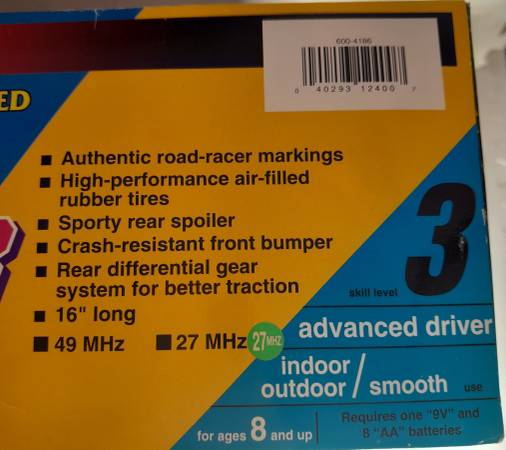 600-4186
0 40293 12400 7
ED
■ Authentic road-racer markings
■ High-performance air-filled
rubber tires
■ Sporty rear spoiler
■ Crash-resistant front bumper
■ Rear differential gear
system for better traction
■ 16" long
■ 49 MHz ■ 27 MHz 27MHZ
skill level 3
advanced driver
indoor/
outdoor/smooth use
for ages 8 and up
Requires one "9V" and
8 "AA" batteries